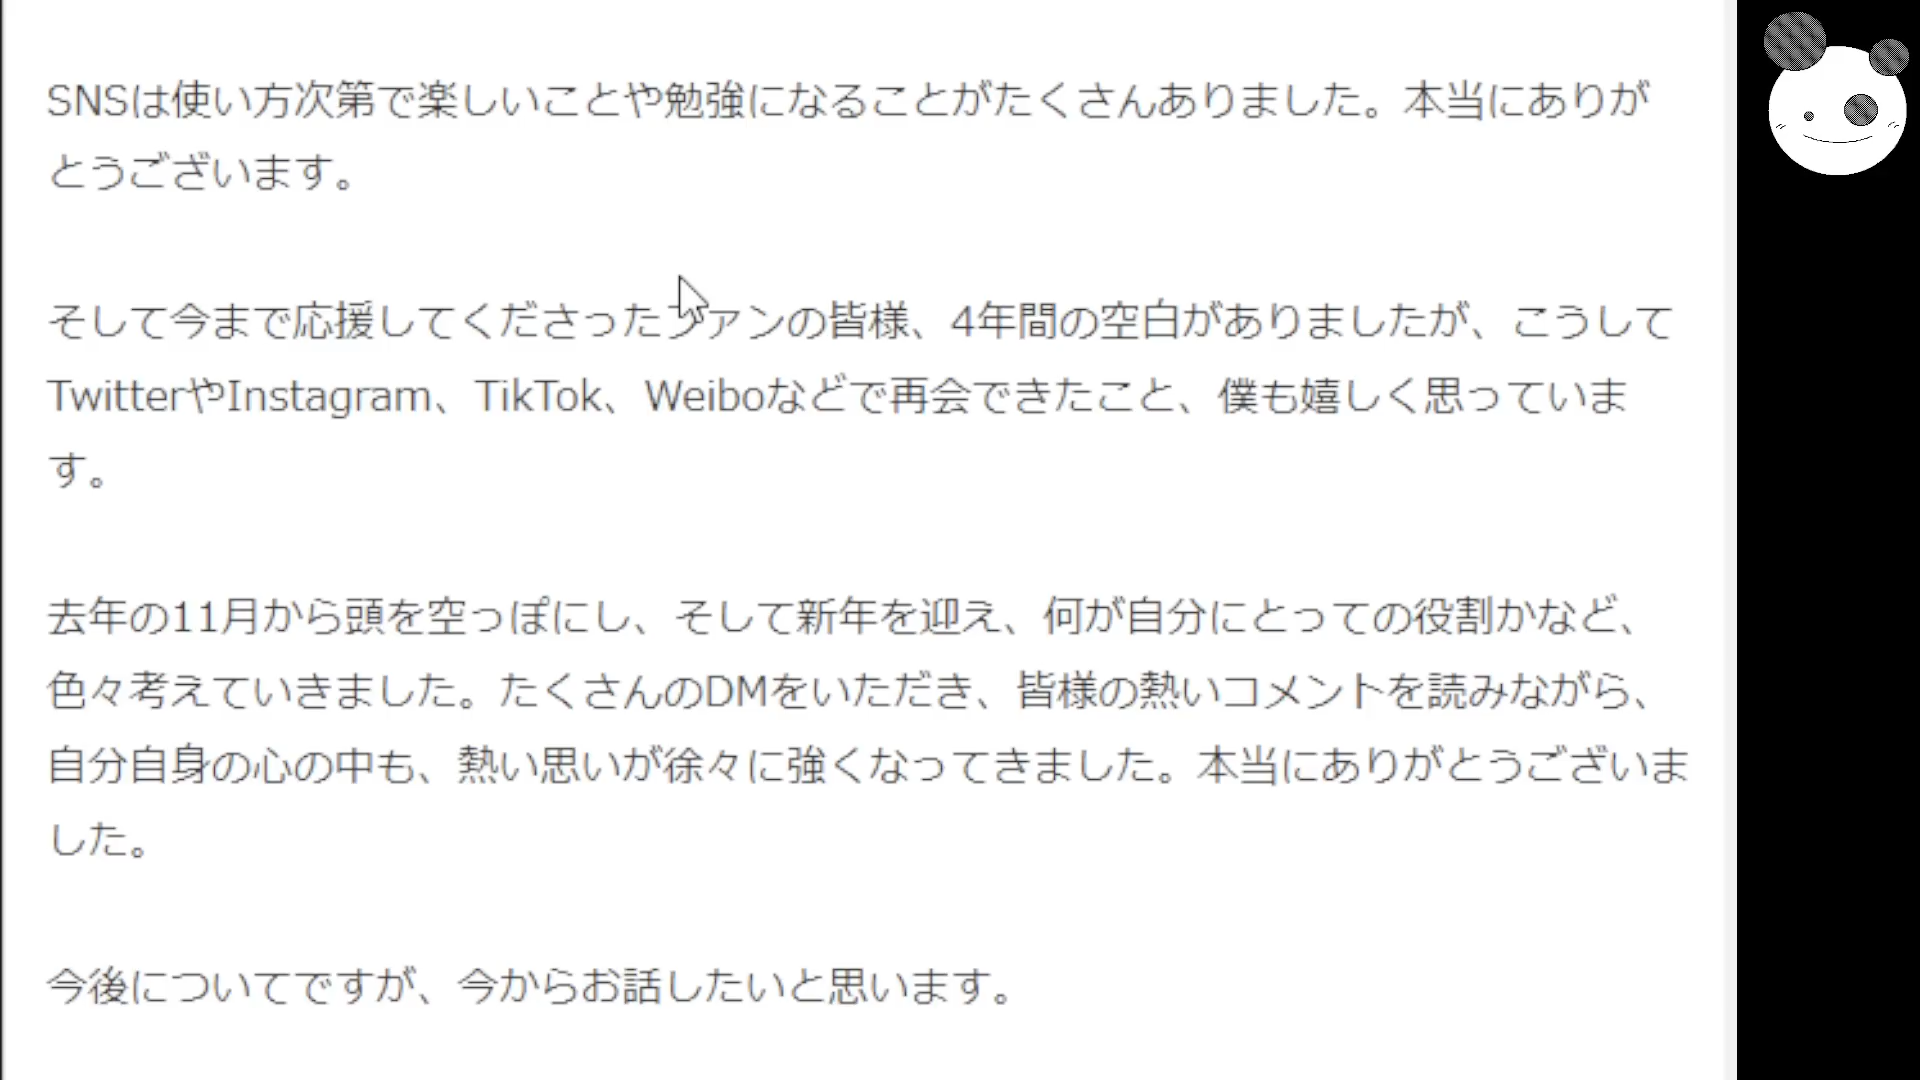 SNSは使い方次第で楽しいことや勉強になることがたくさんありました。本当にありが
とうございます。
そして今まで応援してくださったファンの皆様、4年間の空白がありましたが、こうして
TwitterやInstagram、TikTok、Weiboなどで再会できたこと、僕も嬉しく思っていま
す。
去年の11月から頭を空っぽにし、そして新年を迎え、何が自分にとっての役割かなど、
色々考えていきました。たくさんのDMをいただき、皆様の熱いコメントを読みながら、
自分自身の心の中も、熱い思いが徐々に強くなってきました。本当にありがとうございま
した。
今後についてですが、今からお話したいと思います。